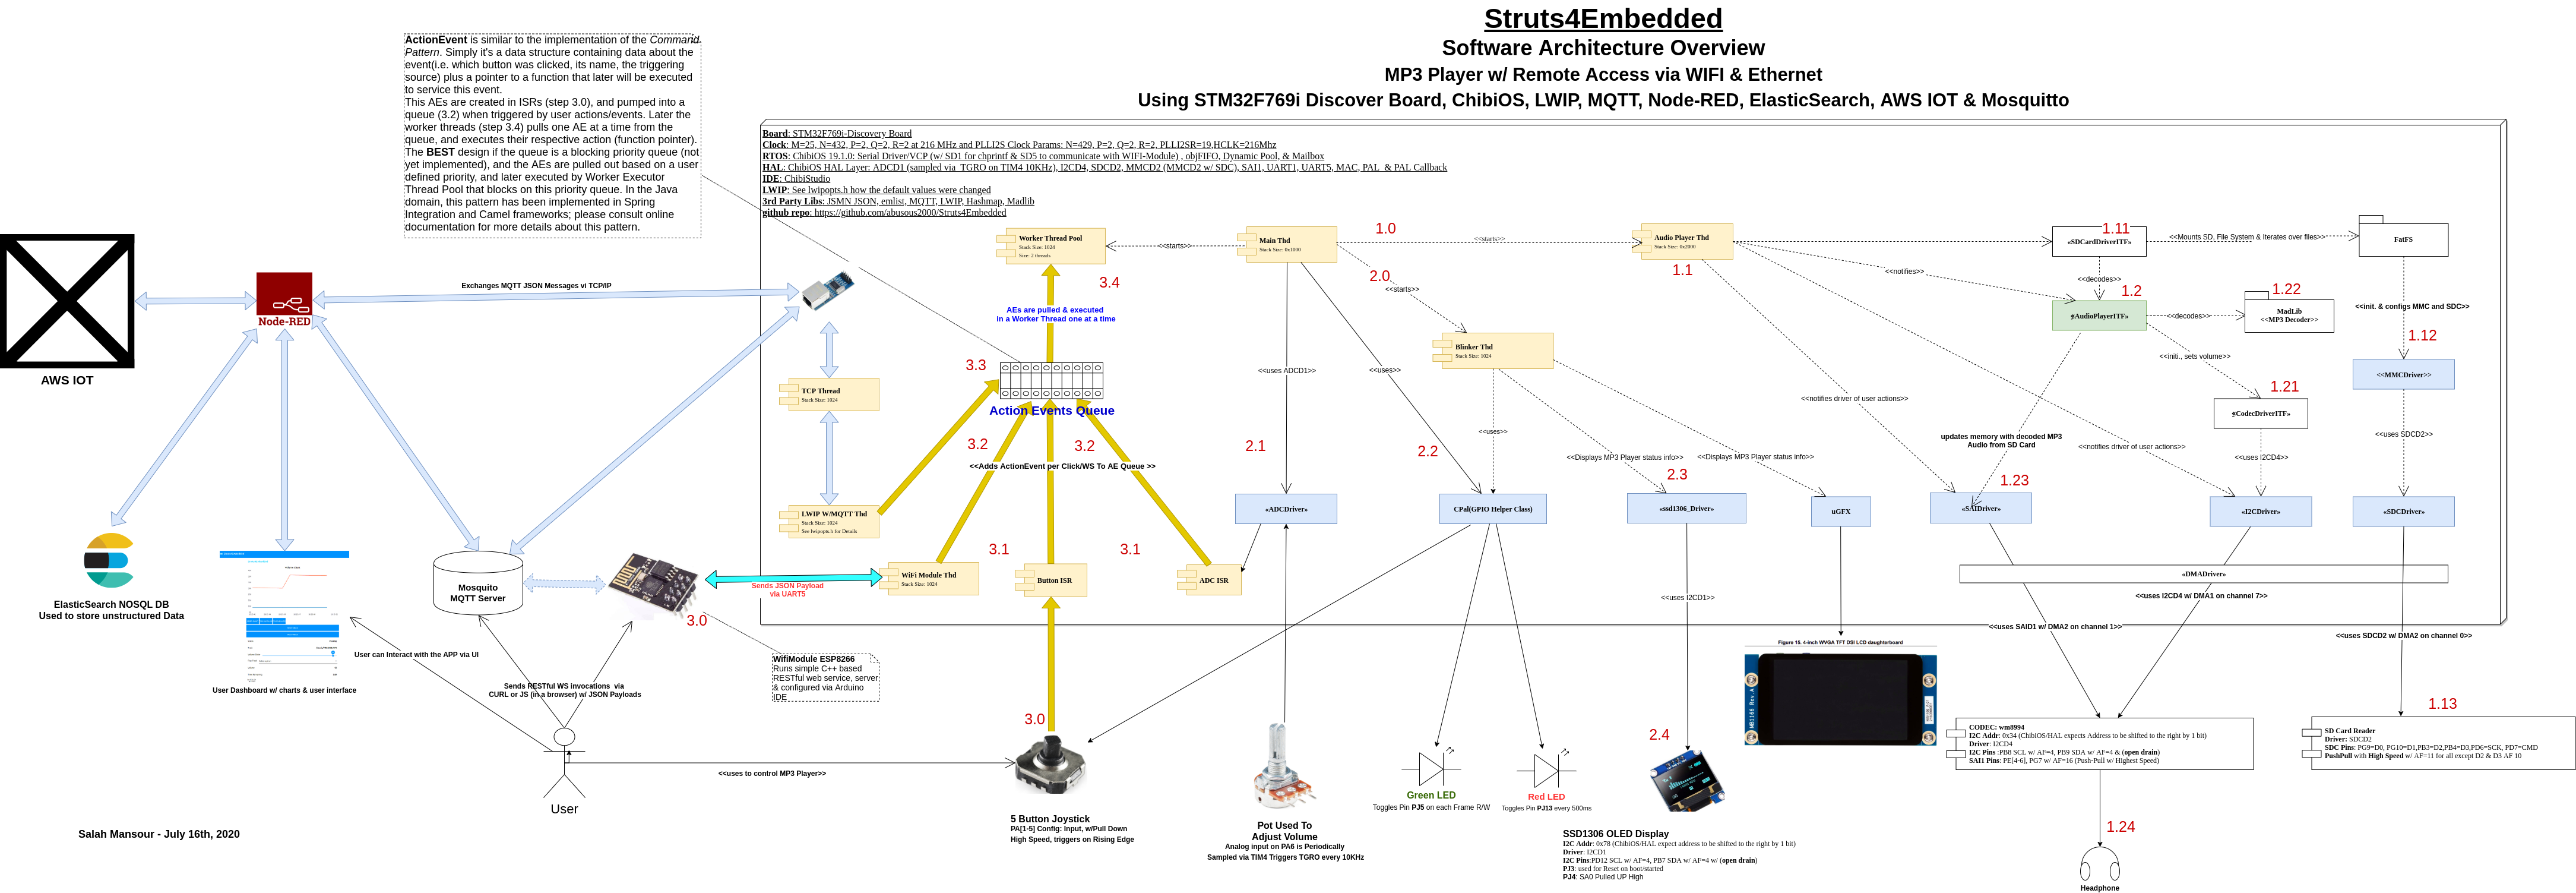 Struts4Embedded
Software Architecture Overview
MP3 Player w/ Remote Access via WIFI & Ethernet
Using STM32F769i Discover Board, ChibiOS, LWIP, MQTT, Node-RED, ElasticSearch, AWS IOT & Mosquitto
ActionEvent is similar to the implementation of the Command
Pattern. Simply it's a data structure containing data about the
event(i.e. which button was clicked, its name, the triggering
source) plus a pointer to a function that later will be executed
to service this event.
This AEs are created in ISRs (step 3.0), and pumped into a
queue (3.2) when triggered by user actions/events. Later the
worker threads (step 3.4) pulls one AE at a time from the
queue, and executes their respective action (function pointer).
The BEST design if the queue is a blocking priority queue (not
yet implemented), and the AEs are pulled out based on a user
defined priority, and later executed by Worker Executor
Thread Pool that blocks on this priority queue. In the Java
domain, this pattern has been implemented in Spring
Integration and Camel frameworks; please consult online
documentation for more details about this pattern.
Board: STM32F769i-Discovery Board
Clock: M=25, N=432, P=2, Q=2, R=2 at 216 MHz and PLLI2S Clock Params: N=429, P=2, Q=2, R=2, PLLI2SR=19,HCLK=216Mhz
RTOS: ChibiOS 19.1.0: Serial Driver/VCP (w/ SD1 for chprintf & SD5 to communicate with WIFI-Module) , objFIFO, Dynamic Pool, & Mailbox
HAL: ChibiOS HAL Layer: ADCD1 (sampled via  TGRO on TIM4 10KHz), I2CD4, SDCD2, MMCD2 (MMCD2 w/ SDC), SAI1, UART1, UART5, MAC, PAL  & PAL Callback
IDE: ChibiStudio
LWIP: See lwipopts.h how the default values were changed
3rd Party Libs: JSMN JSON, emlist, MQTT, LWIP, Hashmap, Madlib
github repo: https://github.com/abusous2000/Struts4Embedded
Worker Thread Pool
Stack Size: 1024
Size: 2 threads
<<starts>>
Main Thd
Stack Size: 0x1000
1.0
<<starts>>
Audio Player Thd
Stack Size: 0x2000
1.1
1.11
«SDCardDriverITF»
<<Mounts SD, File System & Iterates over files>>
FatFS
2.0
<<starts>>
<<notifies>>
<<decodes>>
1.2
«AudioPlayerITF»
<<decodes>>
1.22
MadLib
<<MP3 Decoder>>
<<init. & configs MMC and SDC>>
1.12
<<MMCDriver>>
3.4
AEs are pulled & executed
in a Worker Thread one at a time
Exchanges MQTT JSON Messages vi TCP/IP
Node-RED
AWS IOT
Blinker Thd
Stack Size: 1024
<<initi., sets volume>>
1.21
«CodecDriverITF»
3.3
TCP Thread
Stack Size: 1024
Action Events Queue
<<uses ADCD1>>
<<uses>>
<<notifies driver of user actions>>
3.2
3.2
2.1
2.2
<<uses>>
updates memory with decoded MP3
Audio from SD Card
<<notifies driver of user actions>>
<<uses SDCD2>>
<<Adds ActionEvent per Click/WS To AE Queue >>
<<Displays MP3 Player status info>>
<<Displays MP3 Player status info>>
<<uses I2CD4>>
2.3
1.23
LWIP W/MQTT Thd
Stack Size: 1024
See lwipopts.h for Details
«ADCDriver»
CPal(GPIO Helper Class)
«ssd1306_Driver»
uGFX
«SAIDriver»
«I2CDriver»
«SDCDriver»
3.1
3.1
WiFi Module Thd
Stack Size: 1024
Button ISR
ADC ISR
«DMADriver»
Sends JSON Payload
via UART5
<<uses I2CD1>>
<<uses I2CD4 w/ DMA1 on channel 7>>
<<uses SAID1 w/ DMA2 on channel 1>>
<<uses SDCD2 w/ DMA2 on channel 0>>
Mosquito
MQTT Server
ElasticSearch NOSQL DB
Used to store unstructured Data
3.0
User can Interact with the APP via UI
User Dashboard w/ charts & user interface
Sends RESTful WS invocations  via
CURL or JS (in a browser) w/ JSON Payloads
WifiModule ESP8266
Runs simple C++ based
RESTful web service, server
& configured via Arduino
IDE
Figure 15. 4-inch WVGA TFT DSI LCD daughterboard
MB1166 Rev.A
3.0
<<uses to control MP3 Player>>
User
2.4
1.13
CODEC: wm8994
I2C Addr: 0x34 (ChibiOS/HAL expects Address to be shifted to the right by 1 bit)
Driver: I2CD4
I2C Pins :PB8 SCL w/ AF=4, PB9 SDA w/ AF=4 & (open drain)
SAI1 Pins: PE[4-6], PG7 w/ AF=16 (Push-Pull w/ Highest Speed)
SD Card Reader
Driver: SDCD2
SDC Pins: PG9=D0, PG10=D1,PB3=D2,PB4=D3,PD6=SCK, PD7=CMD
PushPull with High Speed w/ AF=11 for all except D2 & D3 AF 10
Green LED
Toggles Pin PJ5 on each Frame R/W
Red LED
Toggles Pin PJ13 every 500ms
5 Button Joystick
PA[1-5] Config: Input, w/Pull Down
High Speed, triggers on Rising Edge
Pot Used To
Adjust Volume
Analog input on PA6 is Periodically
Sampled via TIM4 Triggers TGRO every 10KHz
SSD1306 OLED Display
I2C Addr: 0x78 (ChibiOS/HAL expect address to be shifted to the right by 1 bit)
Driver: I2CD1
I2C Pins:PD12 SCL w/ AF=4, PB7 SDA w/ AF=4 w/ (open drain)
PJ3: used for Reset on boot/started
PJ4: SA0 Pulled UP High
1.24
Headphone
Salah Mansour - July 16th, 2020